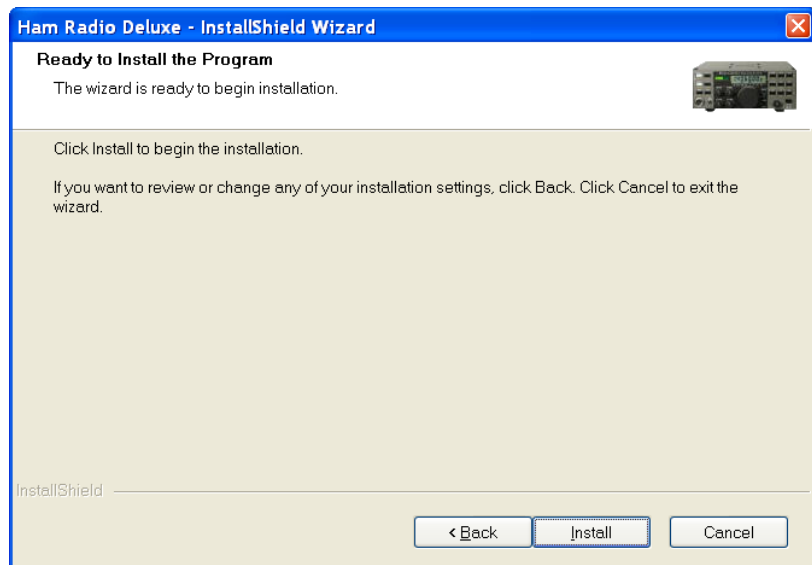 Ham Radio Deluxe - InstallShield Wizard
Ready to Install the Program
The wizard is ready to begin installation.
Click Install to begin the installation.
If you want to review or change any of your installation settings, click Back. Click Cancel to exit the
wizard.
InstallShield
< Back
Install
Cancel